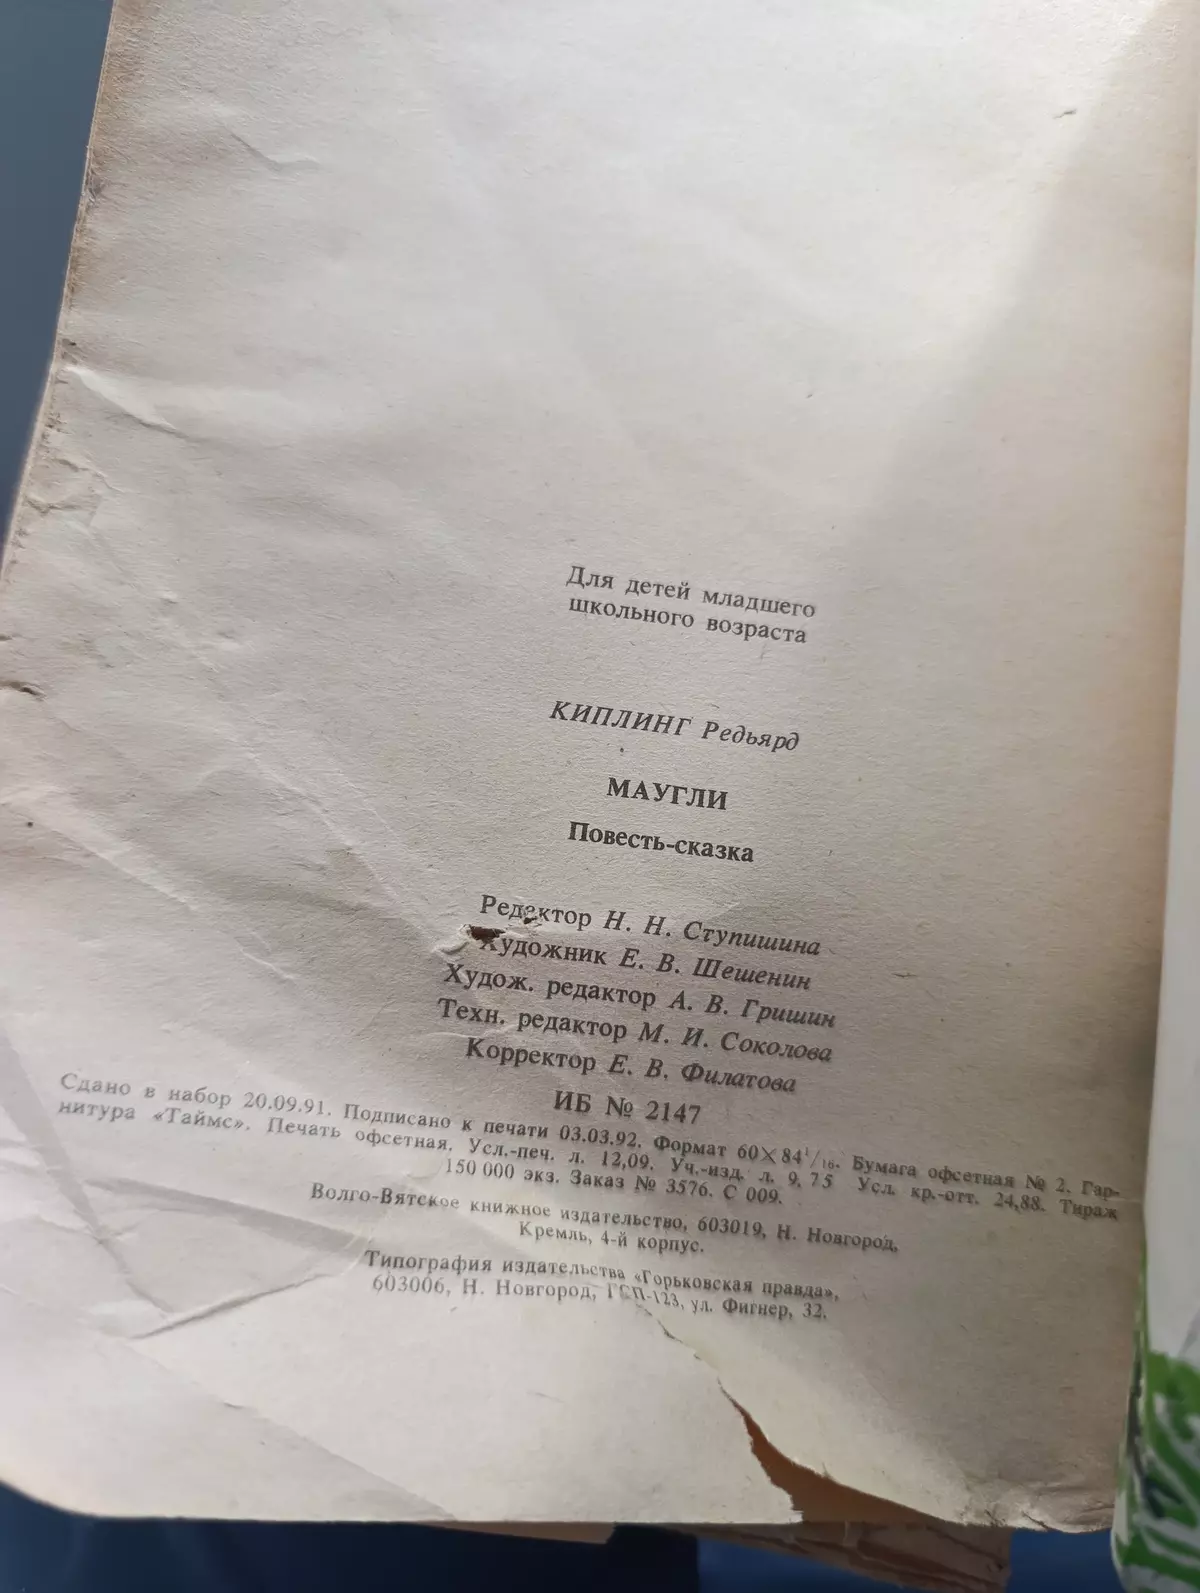 Для детей младшего
школьного возраста
КИПЛИНГ Редьярд
МАУГЛИ
Повесть-сказка
Редактор Н. Н. Ступишина
Художник Е. В. Шешенин
Худож. редактор А. В. Гришин
Техн. редактор М. И. Соколова
Корректор Е. В. Филатова
ИБ № 2147
Сдано в набор 20.09.91. Подписано к печати 03.03.92. Формат 60×84¹/₁₆. Бумага офсетная № 2. Гар-
нитура «Таймс». Печать офсетная. Усл.-печ. л. 12,09. Уч.-изд. л. 9,75 Усл. кр.-отт. 24,88. Тираж
150 000 экз. Заказ № 3576. С 009.
Волго-Вятское книжное издательство, 603019, Н. Новгород,
Кремль, 4-й корпус.
Типография издательства «Горьковская правда»,
603006, Н. Новгород, ГСП-123, ул. Фигнер, 32.